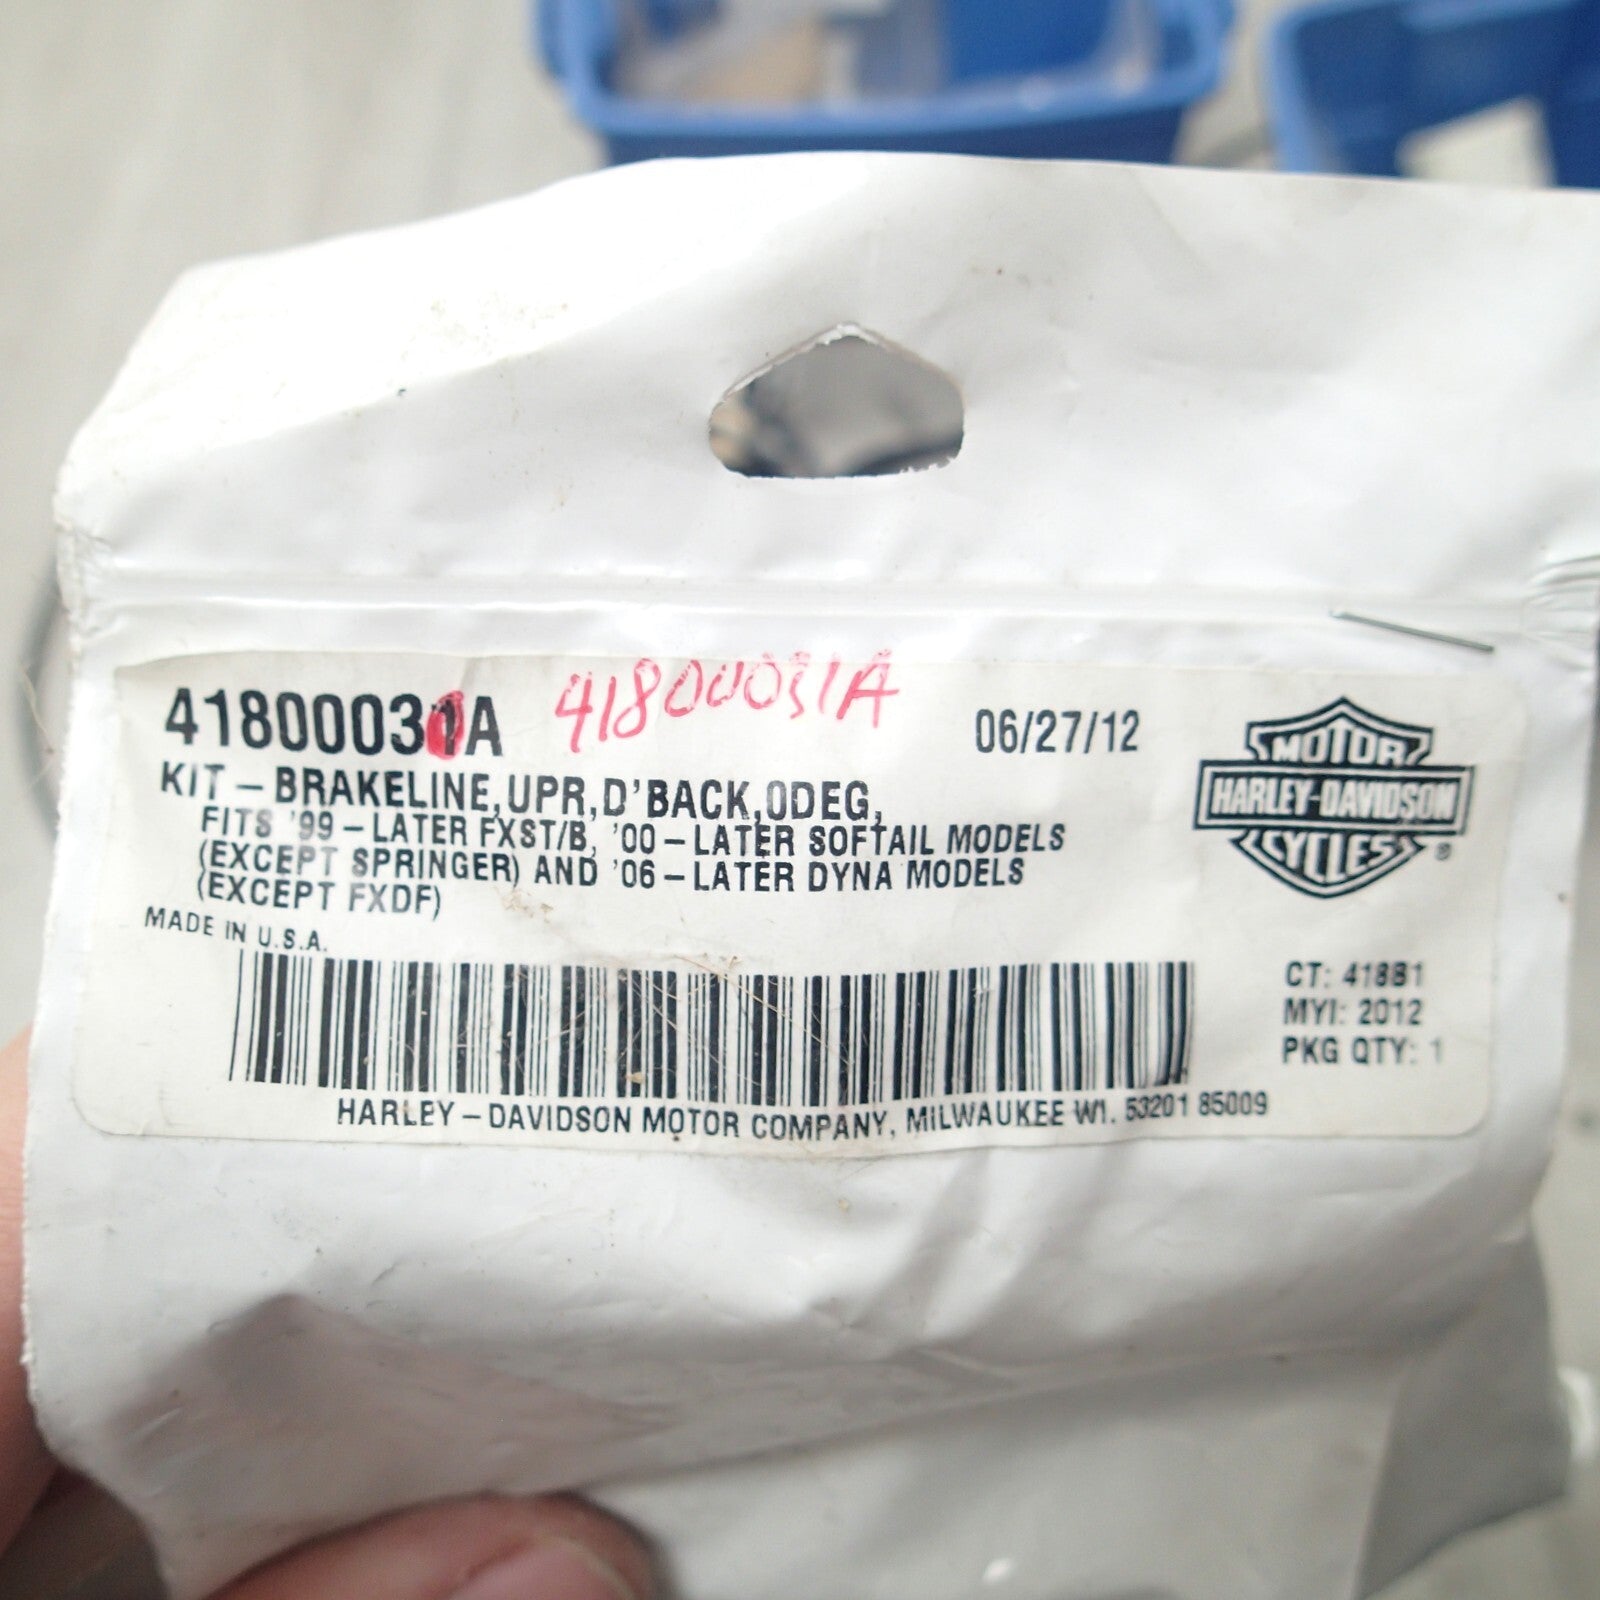 41800031A 41800031A 06/27/12
KIT – BRAKELINE,UPR,D'BACK,0DEG,
FITS '99 – LATER FXST/B, '00 – LATER SOFTAIL MODELS
(EXCEPT SPRINGER) AND '06 – LATER DYNA MODELS
(EXCEPT FXDF)
MADE IN U.S.A.
MOTOR
HARLEY-DAVIDSON
CYCLES ®
CT: 41881
MYI: 2012
PKG QTY: 1
HARLEY – DAVIDSON MOTOR COMPANY, MILWAUKEE WI. 53201 85009